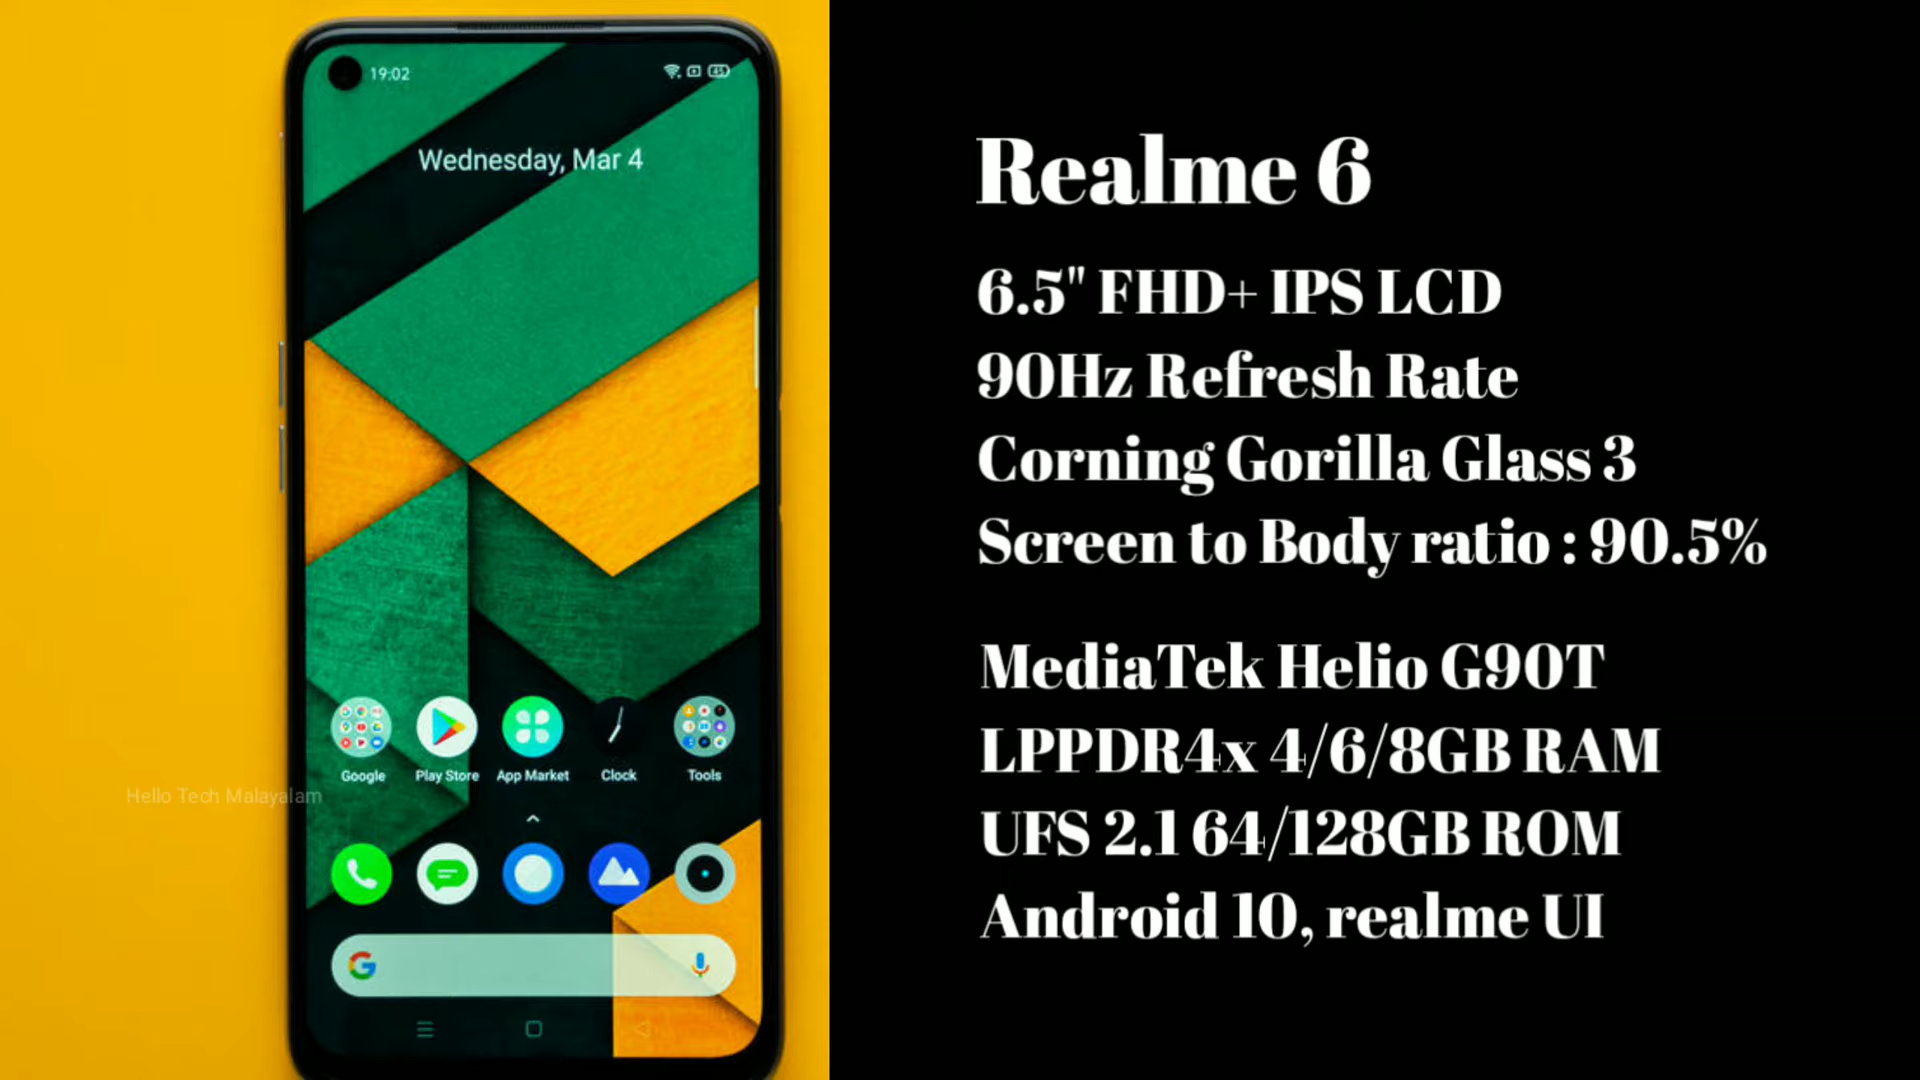 19:02
45
Wednesday, Mar 4
Google Play Store App Market Clock Tools
Hello Tech Malayalam
G
Realme 6
6.5" FHD+ IPS LCD
90Hz Refresh Rate
Corning Gorilla Glass 3
Screen to Body ratio : 90.5%
MediaTek Helio G90T
LPPDR4x 4/6/8GB RAM
UFS 2.1 64/128GB ROM
Android 10, realme UI